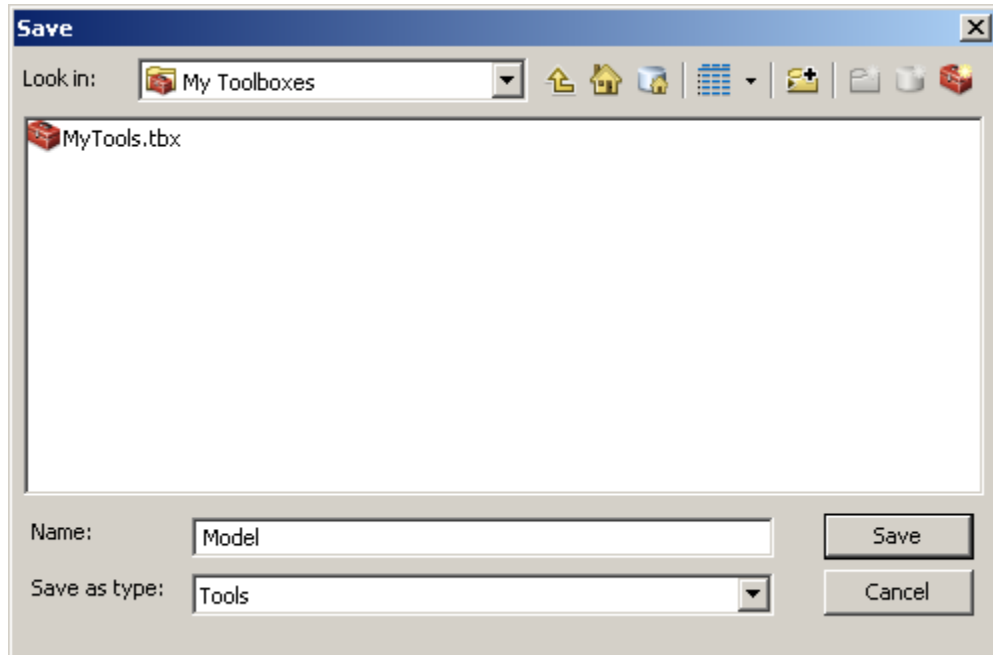 Save
Look in: My Toolboxes
MyTools.tbx
Name: Model Save
Save as type: Tools Cancel